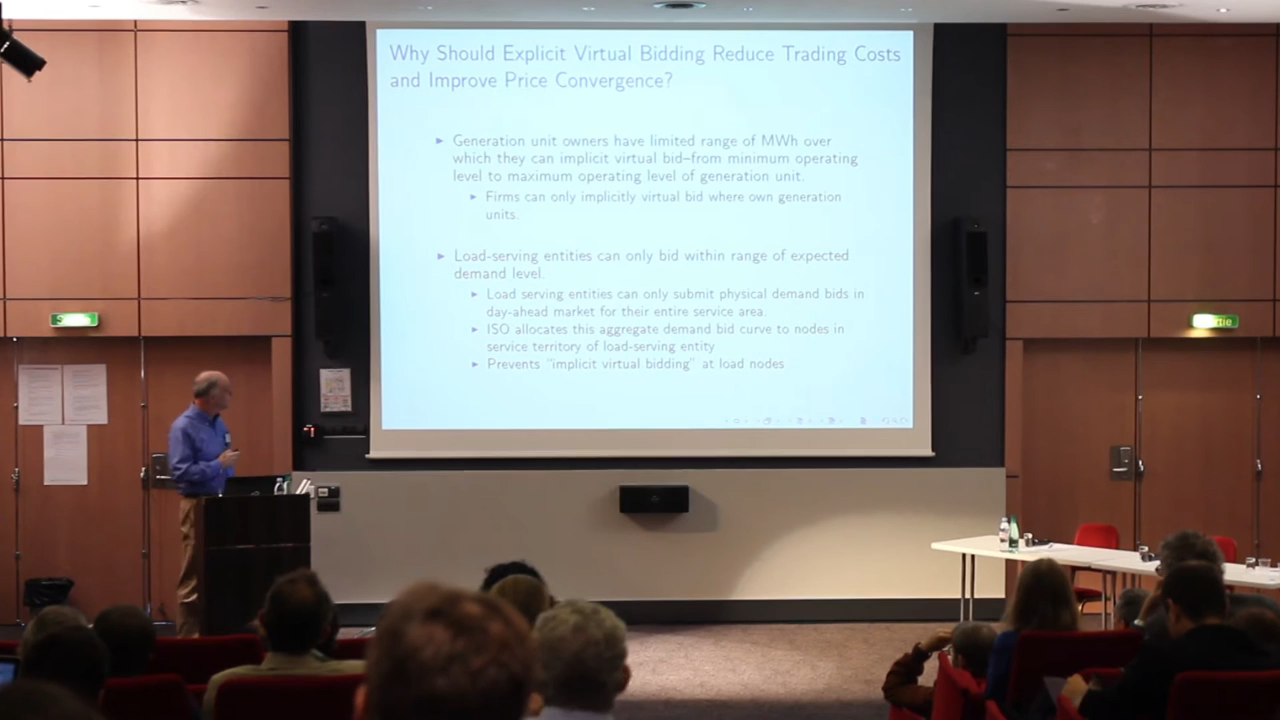 Why Should Explicit Virtual Bidding Reduce Trading Costs
and Improve Price Convergence?
Generation unit owners have limited range of MWh over
which they can implicit virtual bid–from minimum operating
level to maximum operating level of generation unit.
Firms can only implicitly virtual bid where own generation
units.
Load-serving entities can only bid within range of expected
demand level.
Load serving entities can only submit physical demand bids in
day-ahead market for their entire service area.
ISO allocates this aggregate demand bid curve to nodes in
service territory of load-serving entity
Prevents "implicit virtual bidding" at load nodes